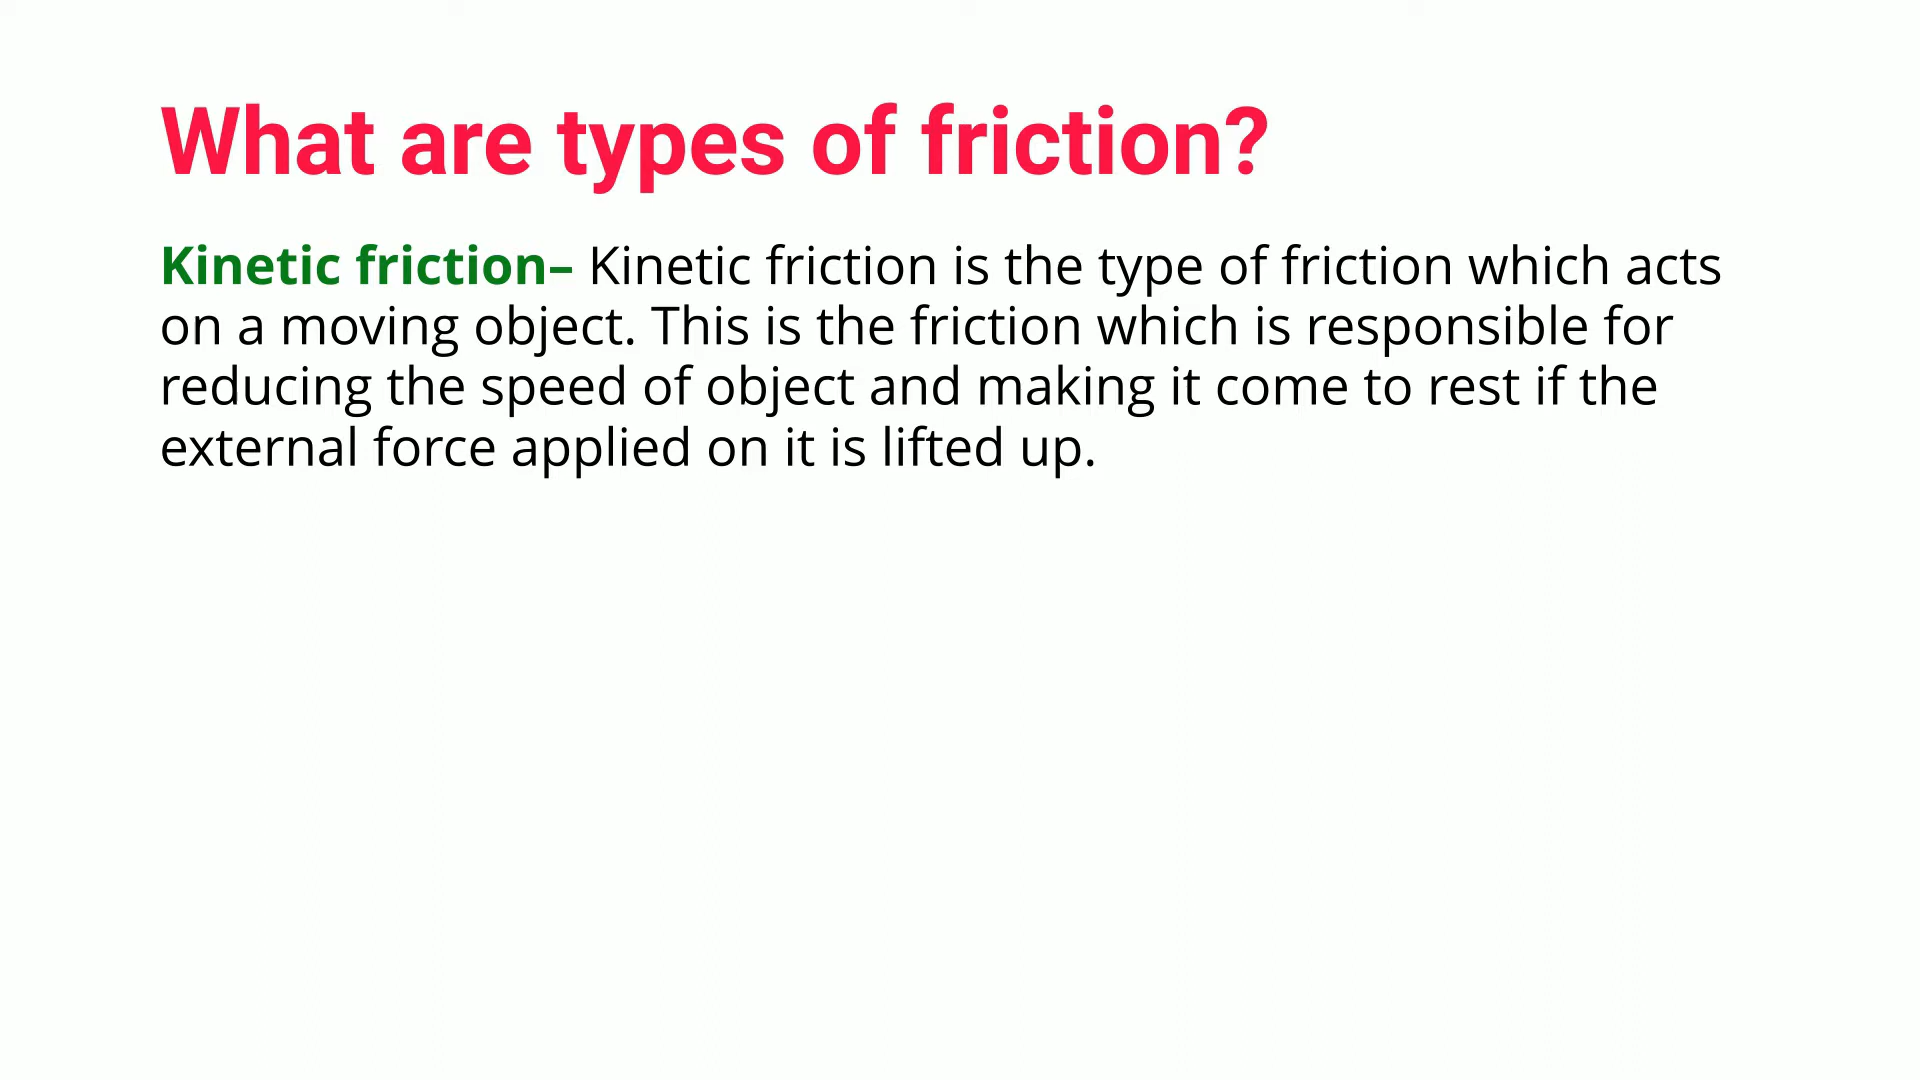 What are types of friction?
Kinetic friction– Kinetic friction is the type of friction which acts
on a moving object. This is the friction which is responsible for
reducing the speed of object and making it come to rest if the
external force applied on it is lifted up.